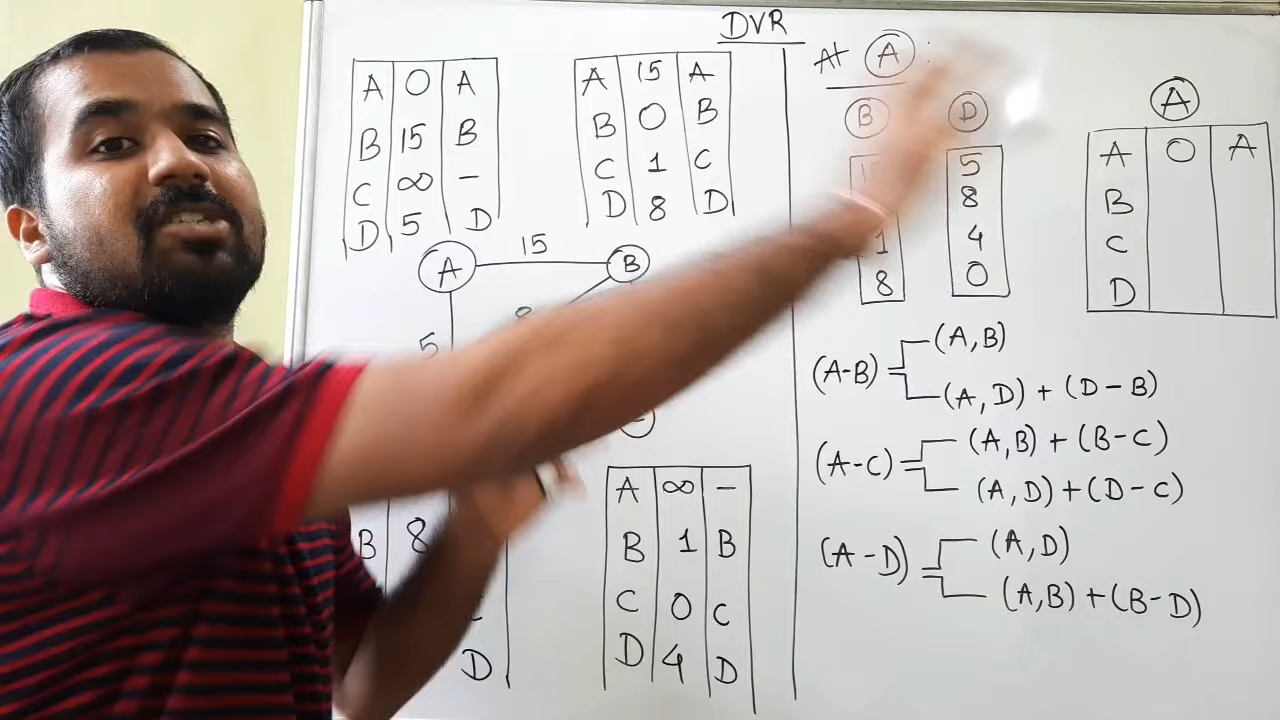 DVR
A 0 A
B 15 B
C ∞ -
D 5 D
A 15 A
B 0 B
C 1 C
D 8 D
A 15 B
5
B 8
D
A ∞ -
B 1 B
C 0 C
D 4 D
At A :
B D
5
8
1 4
8 0
A
A 0 A
B
C
D
(A-B) = (A,B)
(A,D) + (D-B)
(A-C) = (A,B) + (B-C)
(A,D) + (D-C)
(A-D) = (A,D)
(A,B) + (B-D)